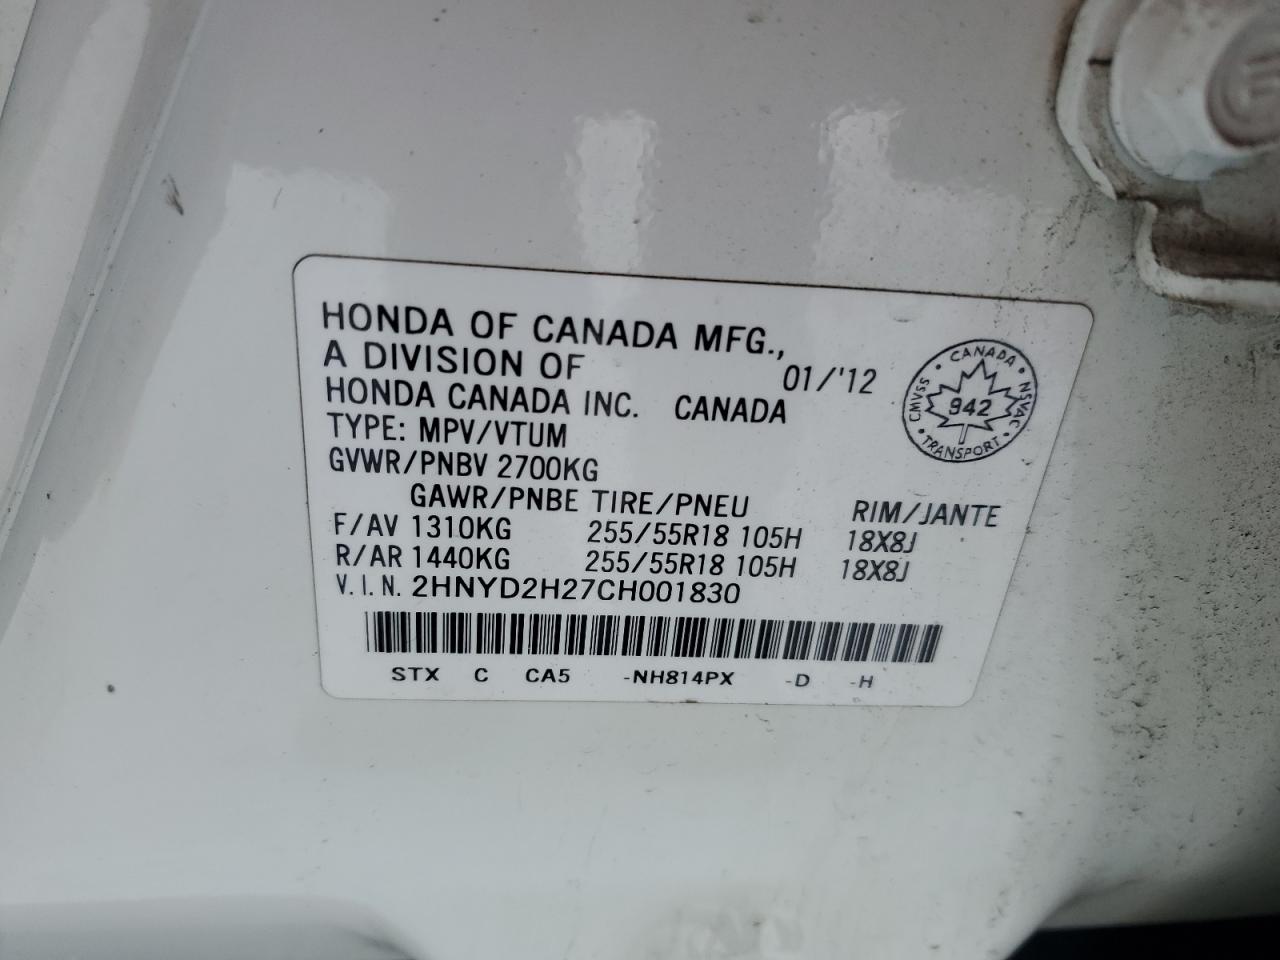 HONDA OF CANADA MFG.,
A DIVISION OF
HONDA CANADA INC. CANADA
01/'12
CANADA
CMVSS
942
NSVAC
TRANSPORT
TYPE: MPV/VTUM
GVWR/PNBV 2700KG
GAWR/PNBE TIRE/PNEU RIM/JANTE
F/AV 1310KG 255/55R18 105H 18X8J
R/AR 1440KG 255/55R18 105H 18X8J
V.I.N. 2HNYD2H27CH001830
STX C CA5 -NH814PX -D -H